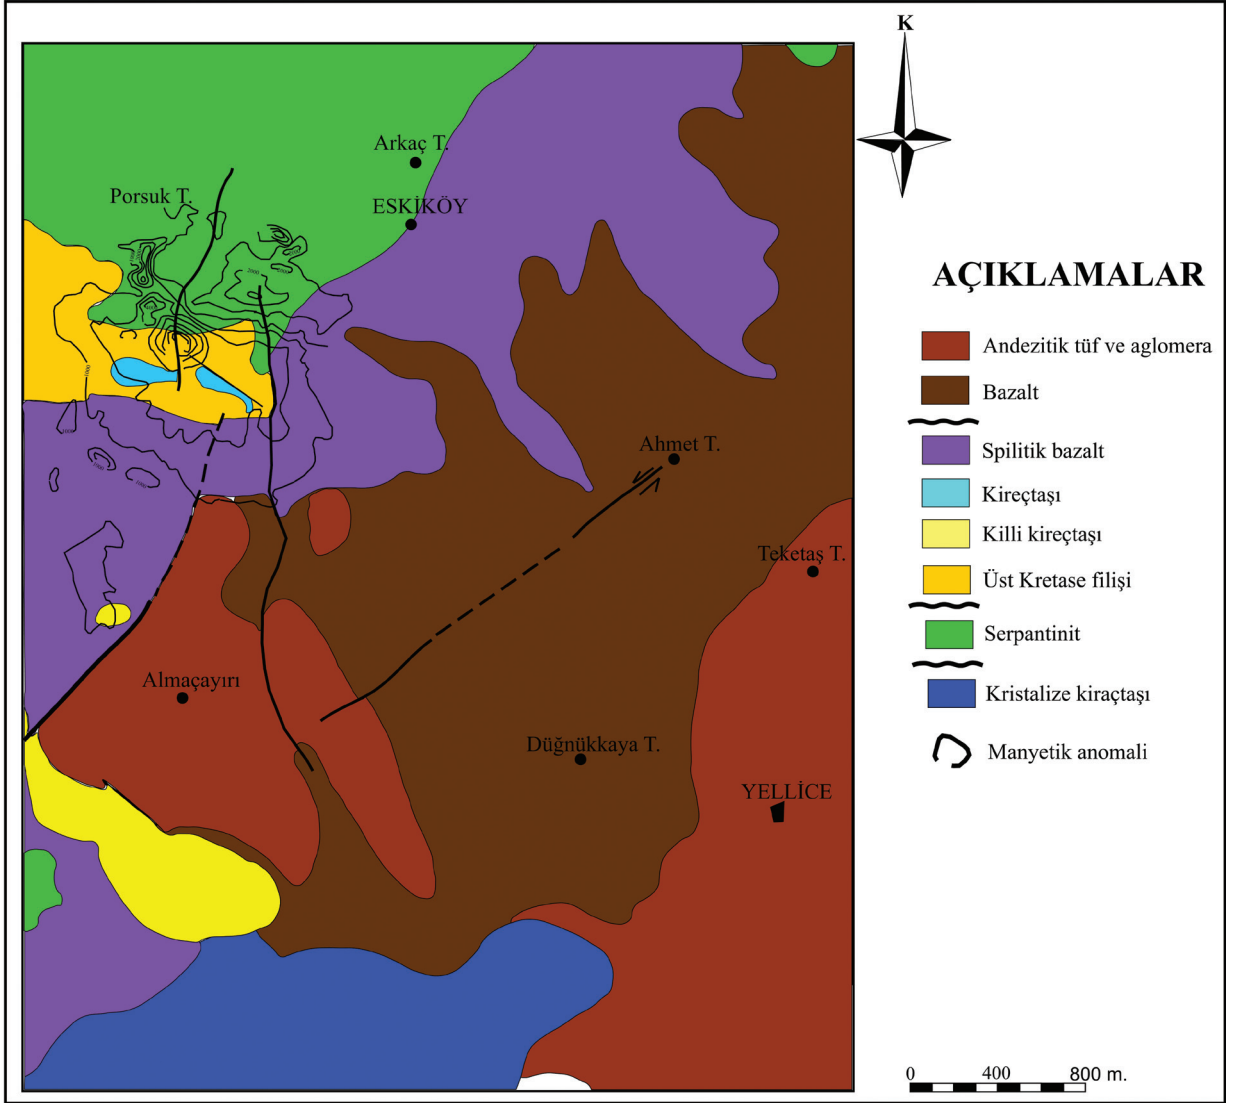 K
Arkaç T.
Porsuk T.
ESKİKÖY
Ahmet T.
Teketaş T.
Almaçayırı
Düğnükkaya T.
YELLİCE
AÇIKLAMALAR
Andezitik tüf ve aglomera
Bazalt
Spilitik bazalt
Kireçtaşı
Killi kireçtaşı
Üst Kretase filişi
Serpantinit
Kristalize kiraçtaşı
Manyetik anomali
0 400 800 m.